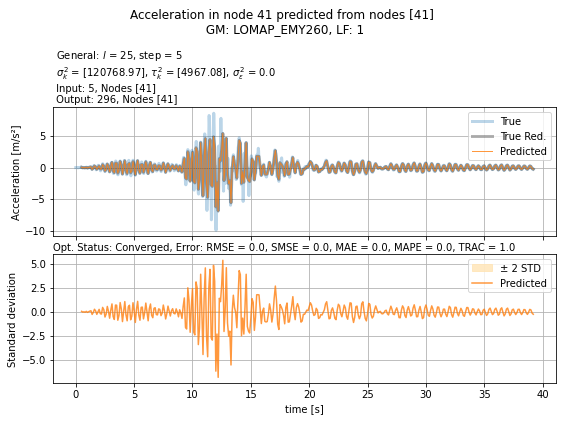 Acceleration in node 41 predicted from nodes [41]
GM: LOMAP_EMY260, LF: 1
General: l = 25, step = 5
σ²ₖ = [120768.97], τ²ₖ = [4967.08], σ²ε = 0.0
Input: 5, Nodes [41]
Output: 296, Nodes [41]
True
True Red.
Predicted
Acceleration [m/s²]
5
0
−5
−10
Opt. Status: Converged, Error: RMSE = 0.0, SMSE = 0.0, MAE = 0.0, MAPE = 0.0, TRAC = 1.0
± 2 STD
Predicted
Standard deviation
5.0
2.5
0.0
−2.5
−5.0
0 5 10 15 20 25 30 35 40
time [s]